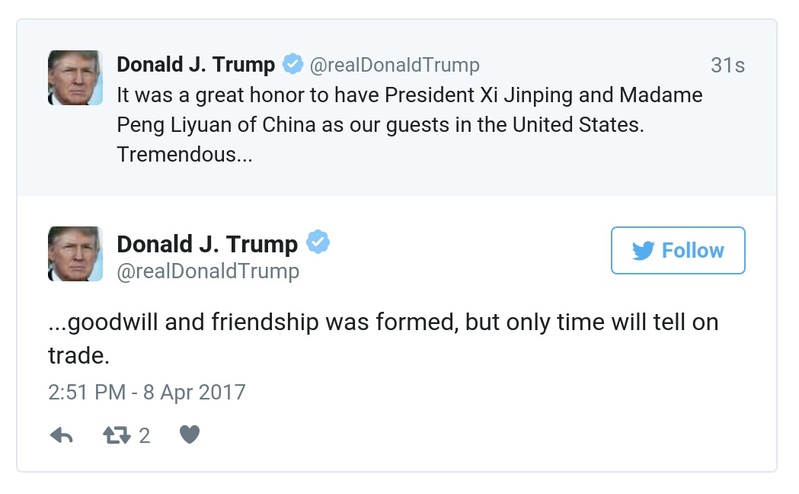 Donald J. Trump @realDonaldTrump 31s
It was a great honor to have President Xi Jinping and Madame
Peng Liyuan of China as our guests in the United States.
Tremendous...
Donald J. Trump
@realDonaldTrump
Follow
...goodwill and friendship was formed, but only time will tell on
trade.
2:51 PM - 8 Apr 2017
2